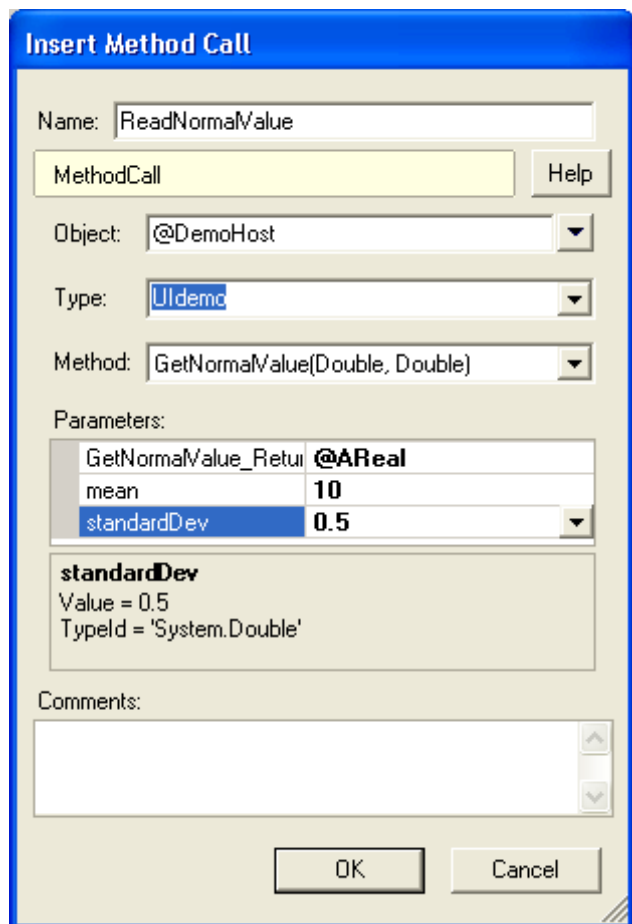 Insert Method Call
Name: ReadNormalValue
MethodCall Help
Object: @DemoHost
Type: UIdemo
Method: GetNormalValue(Double, Double)
Parameters:
GetNormalValue_Retur @AReal
mean 10
standardDev 0.5
standardDev
Value = 0.5
TypeId = 'System.Double'
Comments:
OK Cancel